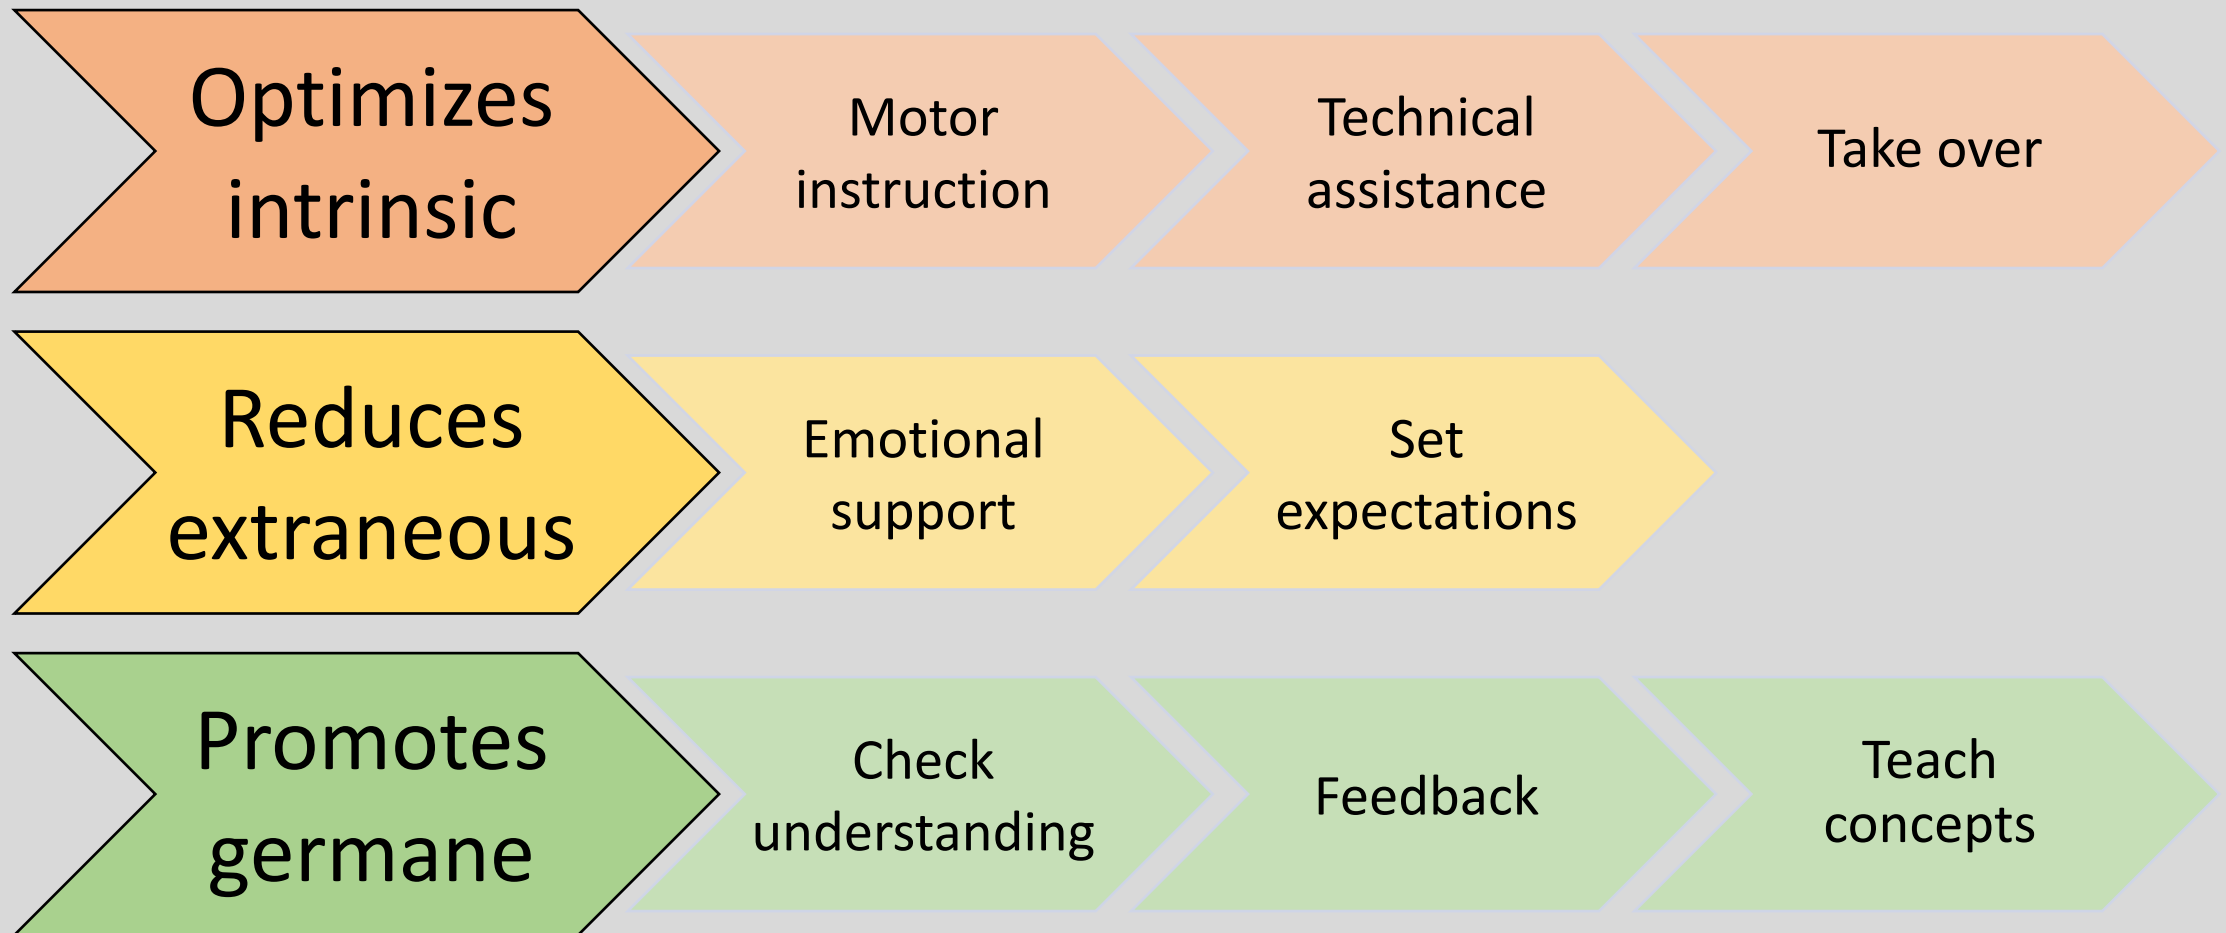 Optimizes
intrinsic
Motor
instruction
Technical
assistance
Take over
Reduces
extraneous
Emotional
support
Set
expectations
Promotes
germane
Check
understanding
Feedback
Teach
concepts